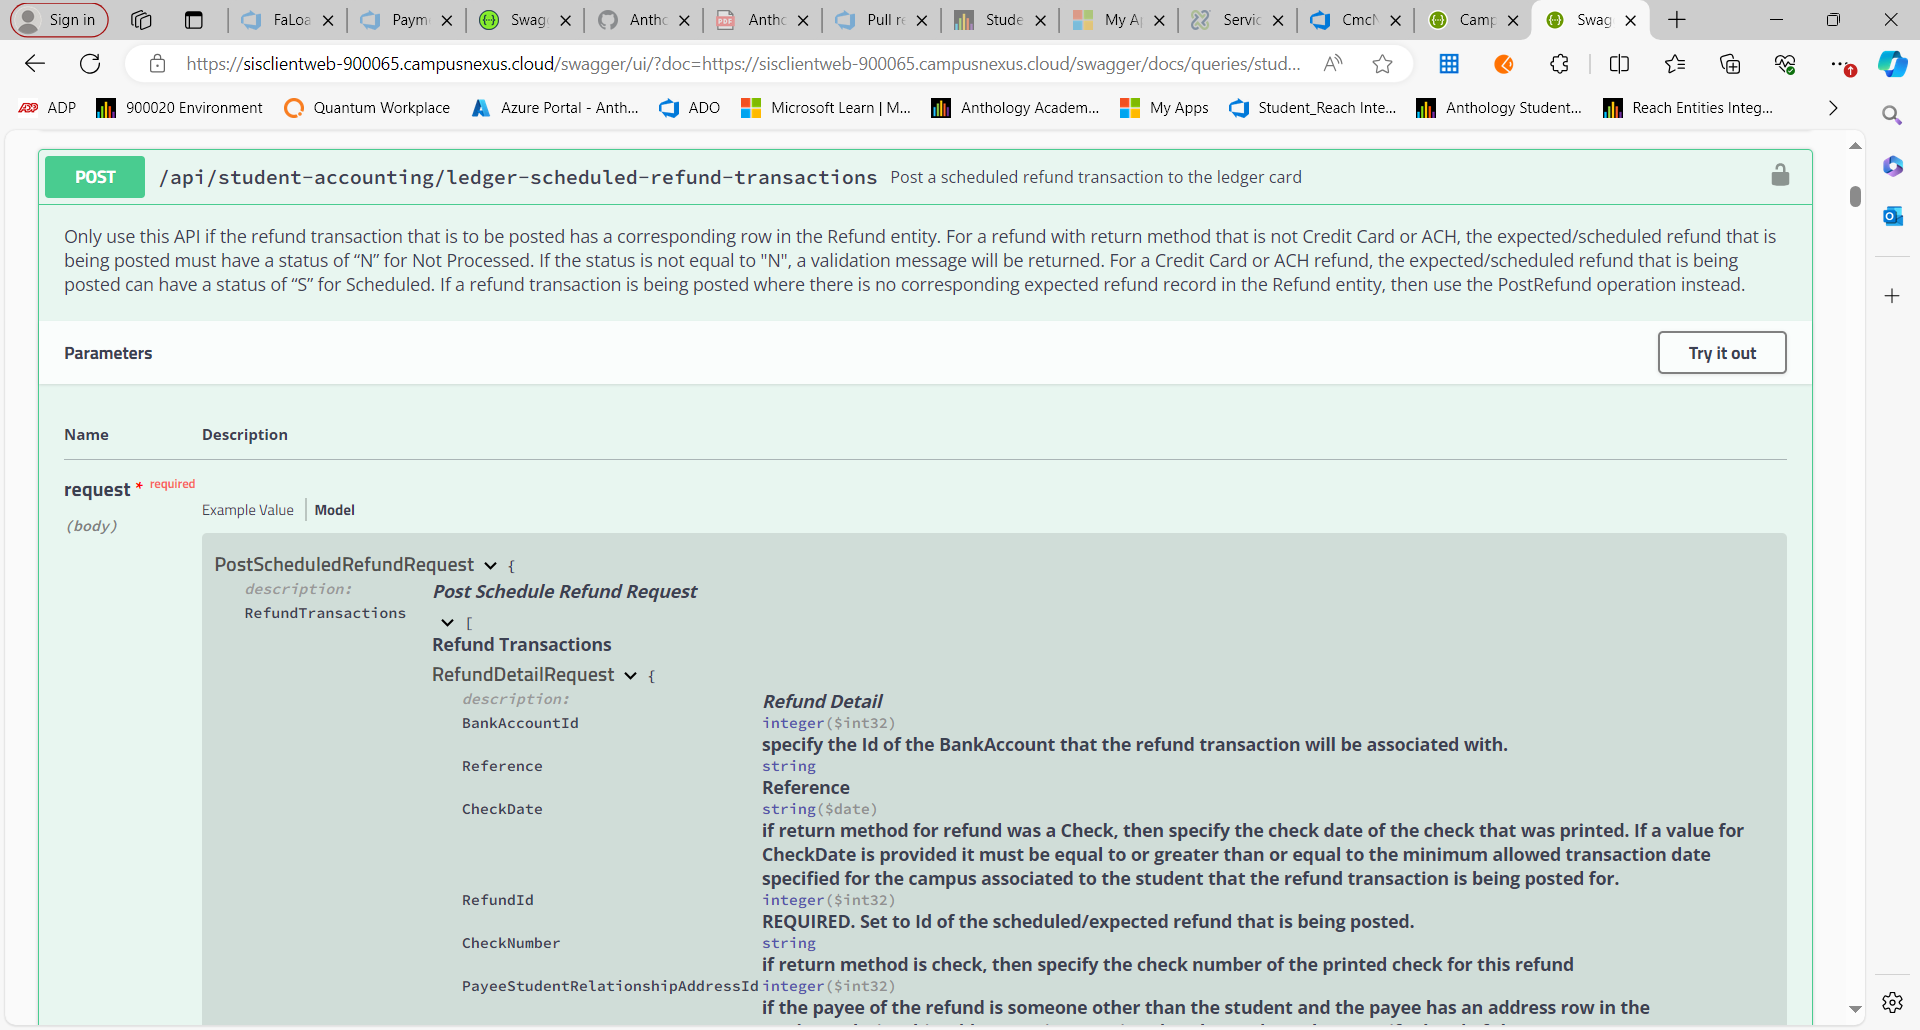 Sign in
FaLoa
Paym
Swag
Antho
Antho
Pull re
Stude
My A
Servic
CmcN
Camp
Swag
https://sisclientweb-900065.campusnexus.cloud/swagger/ui/?doc=https://sisclientweb-900065.campusnexus.cloud/swagger/docs/queries/stud...
ADP
900020 Environment
Quantum Workplace
Azure Portal - Anth...
ADO
Microsoft Learn | M...
Anthology Academ...
My Apps
Student_Reach Inte...
Anthology Student...
Reach Entities Integ...
POST /api/student-accounting/ledger-scheduled-refund-transactions Post a scheduled refund transaction to the ledger card
Only use this API if the refund transaction that is to be posted has a corresponding row in the Refund entity. For a refund with return method that is not Credit Card or ACH, the expected/scheduled refund that is
being posted must have a status of “N” for Not Processed. If the status is not equal to "N", a validation message will be returned. For a Credit Card or ACH refund, the expected/scheduled refund that is being
posted can have a status of “S” for Scheduled. If a refund transaction is being posted where there is no corresponding expected refund record in the Refund entity, then use the PostRefund operation instead.
Parameters
Try it out
Name Description
request * required
(body)
Example Value Model
PostScheduledRefundRequest {
description: Post Schedule Refund Request
RefundTransactions
[
Refund Transactions
RefundDetailRequest {
description: Refund Detail
BankAccountId integer($int32)
specify the Id of the BankAccount that the refund transaction will be associated with.
Reference string
Reference
CheckDate string($date)
if return method for refund was a Check, then specify the check date of the check that was printed. If a value for
CheckDate is provided it must be equal to or greater than or equal to the minimum allowed transaction date
specified for the campus associated to the student that the refund transaction is being posted for.
RefundId integer($int32)
REQUIRED. Set to Id of the scheduled/expected refund that is being posted.
CheckNumber string
if return method is check, then specify the check number of the printed check for this refund
PayeeStudentRelationshipAddressId integer($int32)
if the payee of the refund is someone other than the student and the payee has an address row in the